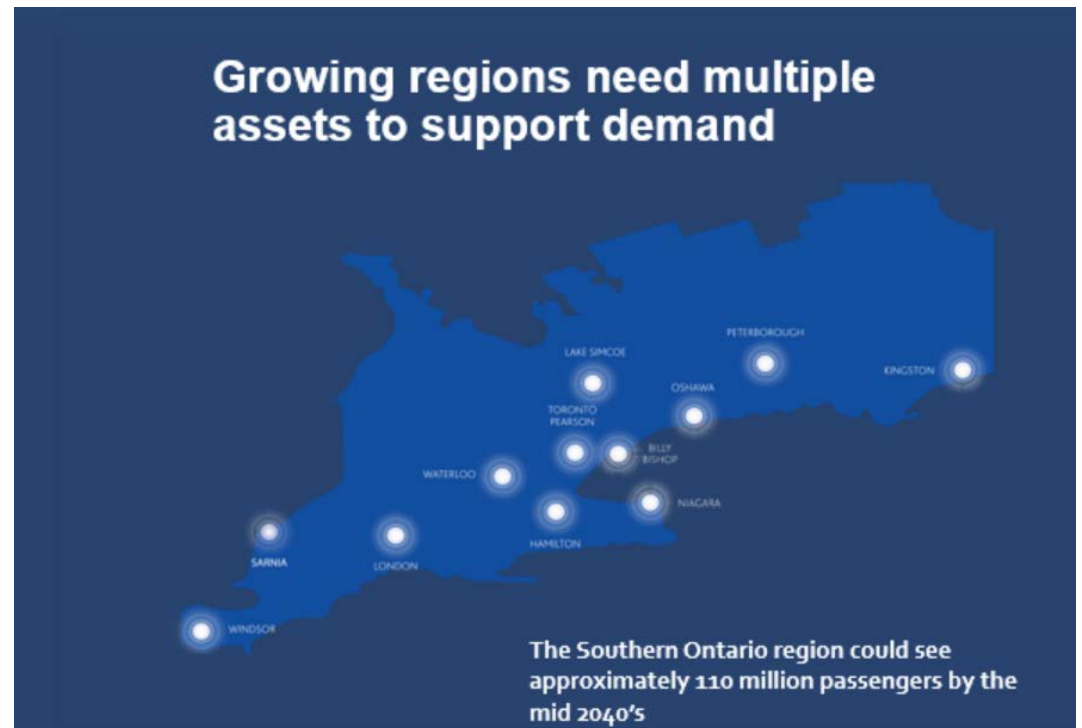 Growing regions need multiple
assets to support demand
PETERBOROUGH
LAKE SIMCOE
KINGSTON
OSHAWA
TORONTO
PEARSON
BILLY
BISHOP
WATERLOO
NIAGARA
HAMILTON
SARNIA
LONDON
WINDSOR
The Southern Ontario region could see
approximately 110 million passengers by the
mid 2040's